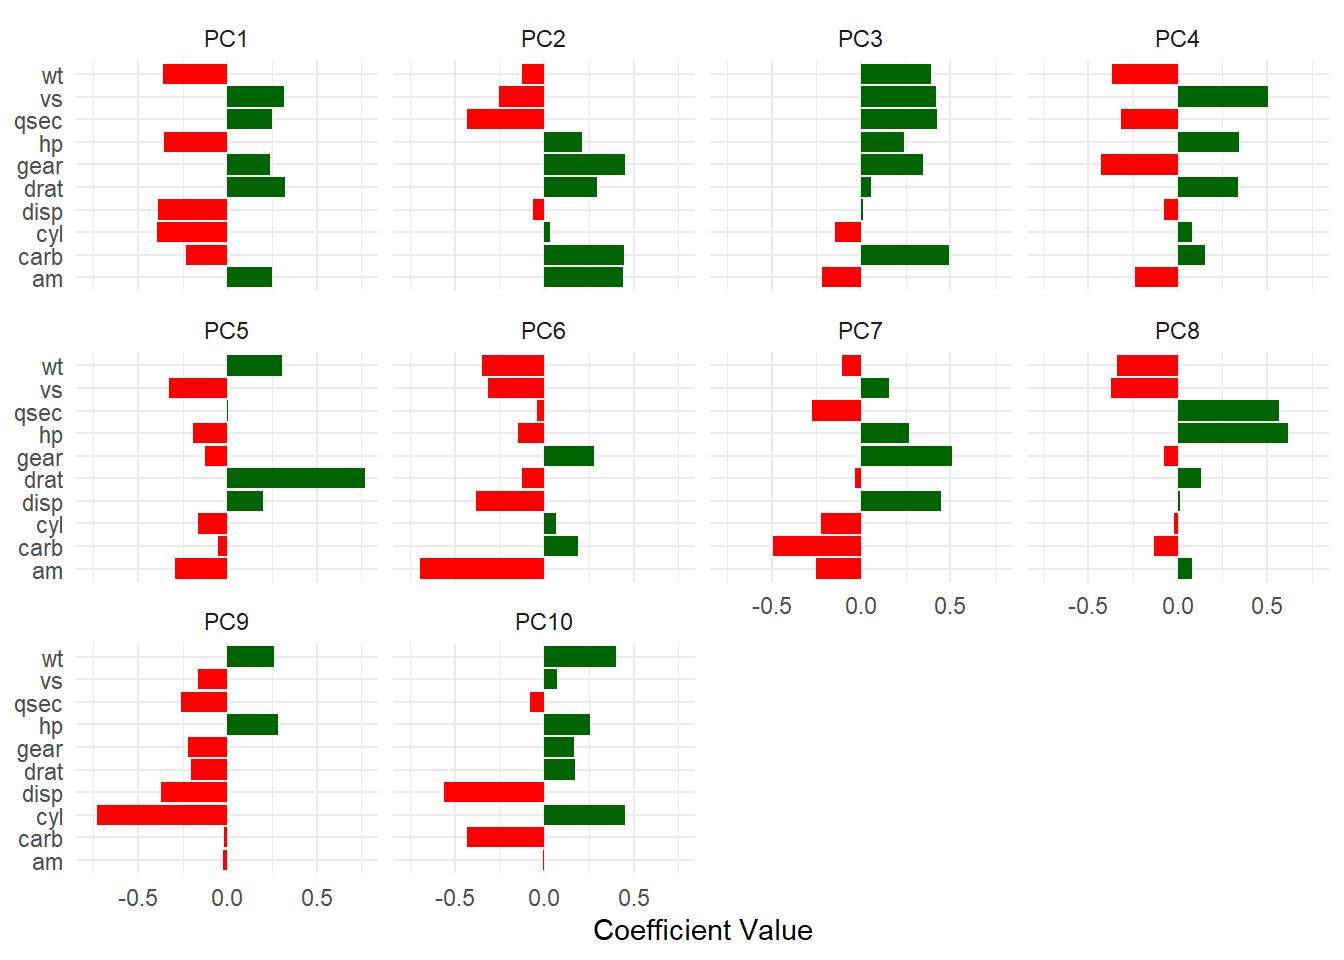 PC1 PC2 PC3 PC4
wt
vs
qsec
hp
gear
drat
disp
cyl
carb
am
PC5 PC6 PC7 PC8
wt
vs
qsec
hp
gear
drat
disp
cyl
carb
am
-0.5 0.0 0.5 -0.5 0.0 0.5
PC9 PC10
wt
vs
qsec
hp
gear
drat
disp
cyl
carb
am
-0.5 0.0 0.5 -0.5 0.0 0.5
Coefficient Value